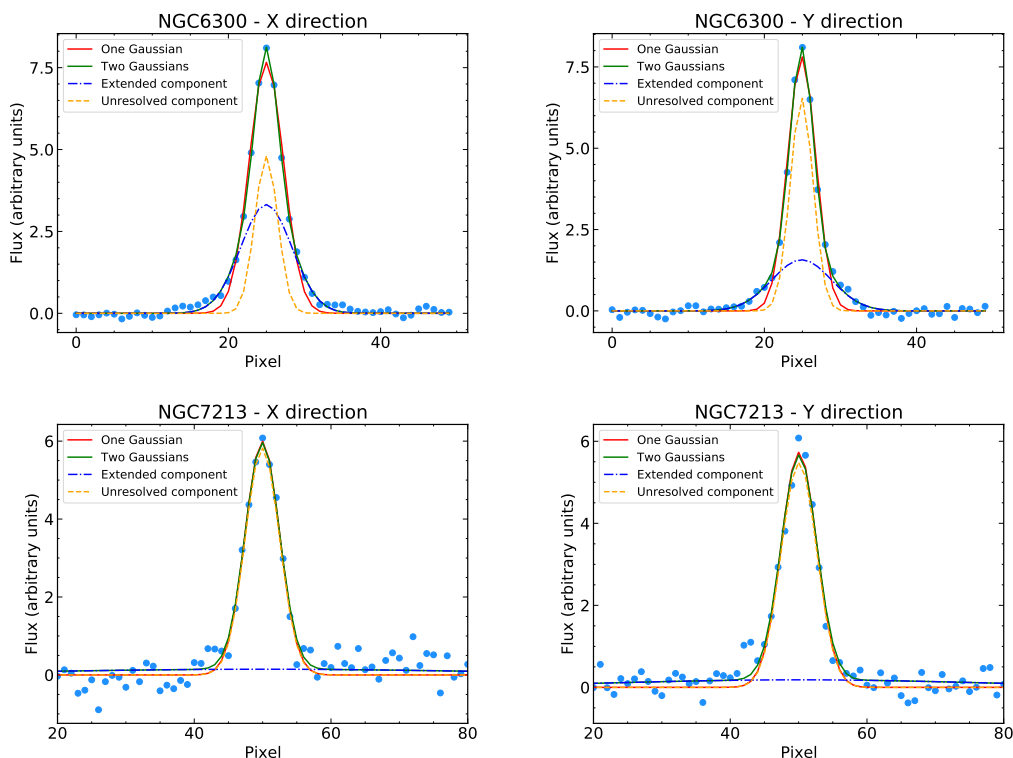 NGC6300 - X direction
One Gaussian
Two Gaussians
Extended component
Unresolved component
Flux (arbitrary units)
7.5
5.0
2.5
0.0
0 20 40
Pixel
NGC6300 - Y direction
One Gaussian
Two Gaussians
Extended component
Unresolved component
Flux (arbitrary units)
7.5
5.0
2.5
0.0
0 20 40
Pixel
NGC7213 - X direction
One Gaussian
Two Gaussians
Extended component
Unresolved component
Flux (arbitrary units)
6
4
2
0
20 40 60 80
Pixel
NGC7213 - Y direction
One Gaussian
Two Gaussians
Extended component
Unresolved component
Flux (arbitrary units)
6
4
2
0
20 40 60 80
Pixel